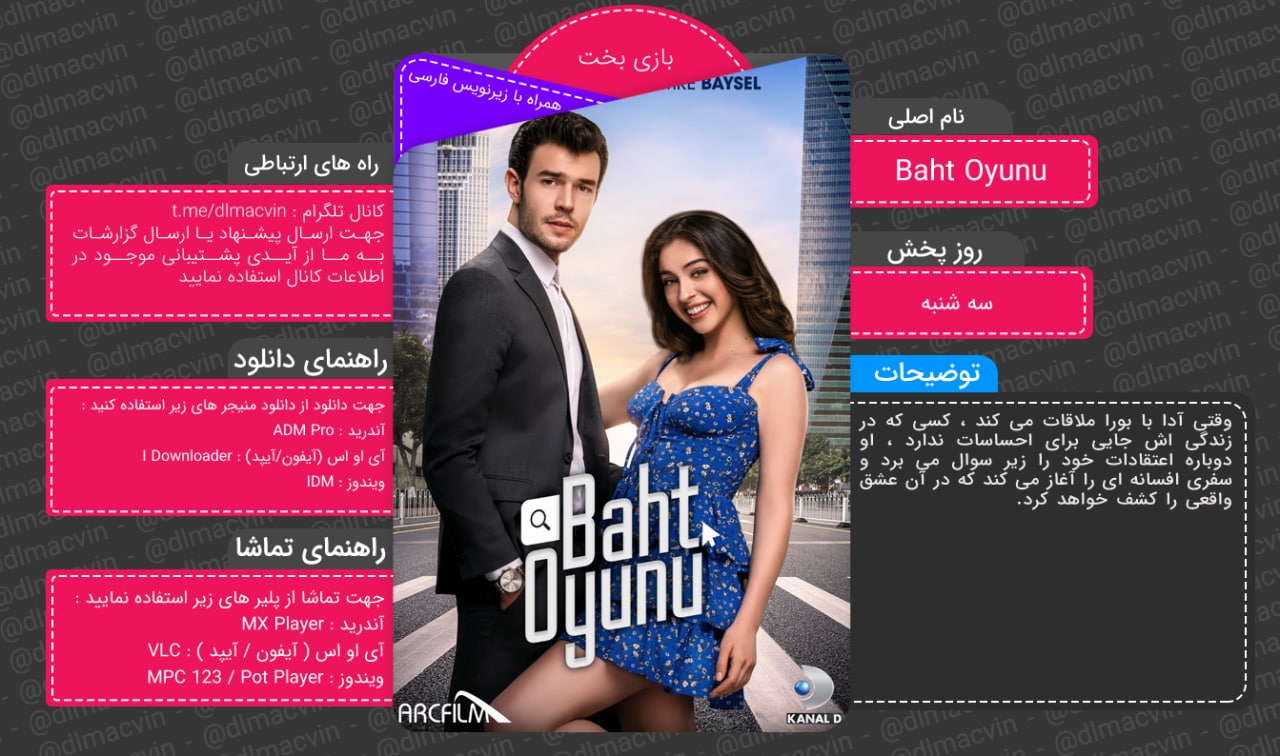 بازی بخت
همراه با زیرنویس فارسی
BAYSEL
نام اصلی
Baht Oyunu
روز پخش
سه شنبه
توضیحات
وقتی آدا با بورا ملاقات می کند ، کسی که در
زندگی اش جایی برای احساسات ندارد ، او
دوباره اعتقادات خود را زیر سوال می برد و
سفری افسانه ای را آغاز می کند که در آن عشق
واقعی را کشف خواهد کرد.
راه های ارتباطی
کانال تلگرام : t.me/dlmacvin
جهت ارسال پیشنهاد یا ارسال گزارشات
به ما از آیدی پشتیبانی موجود در
اطلاعات کانال استفاده نمایید
راهنمای دانلود
جهت دانلود از دانلود منیجر های زیر استفاده کنید :
آندرید : ADM Pro
آی او اس (آیفون/آیپد) : I Downloader
ویندوز : IDM
راهنمای تماشا
جهت تماشا از پلیر های زیر استفاده نمایید :
آندرید : MX Player
آی او اس ( آیفون / آیپد ) : VLC
ویندوز : MPC 123 / Pot Player
Baht
Oyunu
ARCFILM
KANAL D
@dlmacvin - @dlmacvin - @dlmacvin